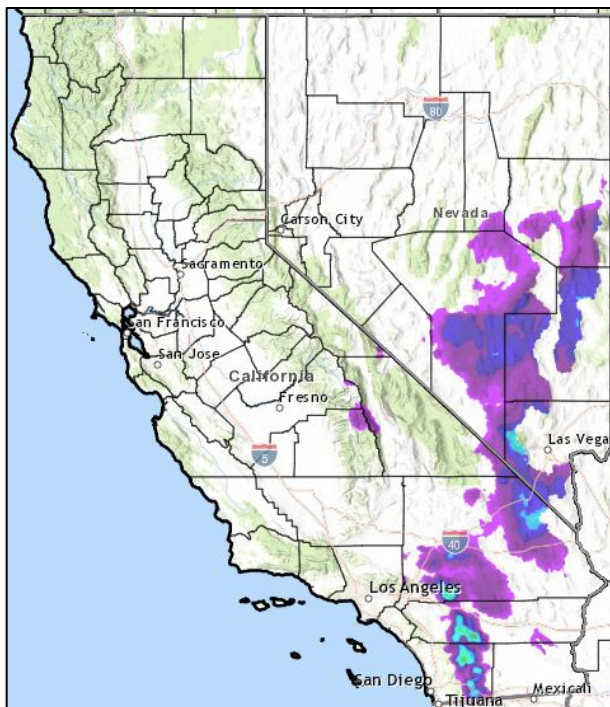 80
Nevada
Carson City
Sacramento
San Francisco
San Jose
California
Fresno
5
Las Vega
40
Los Angeles
San Diego
Tijuana
Mexicali